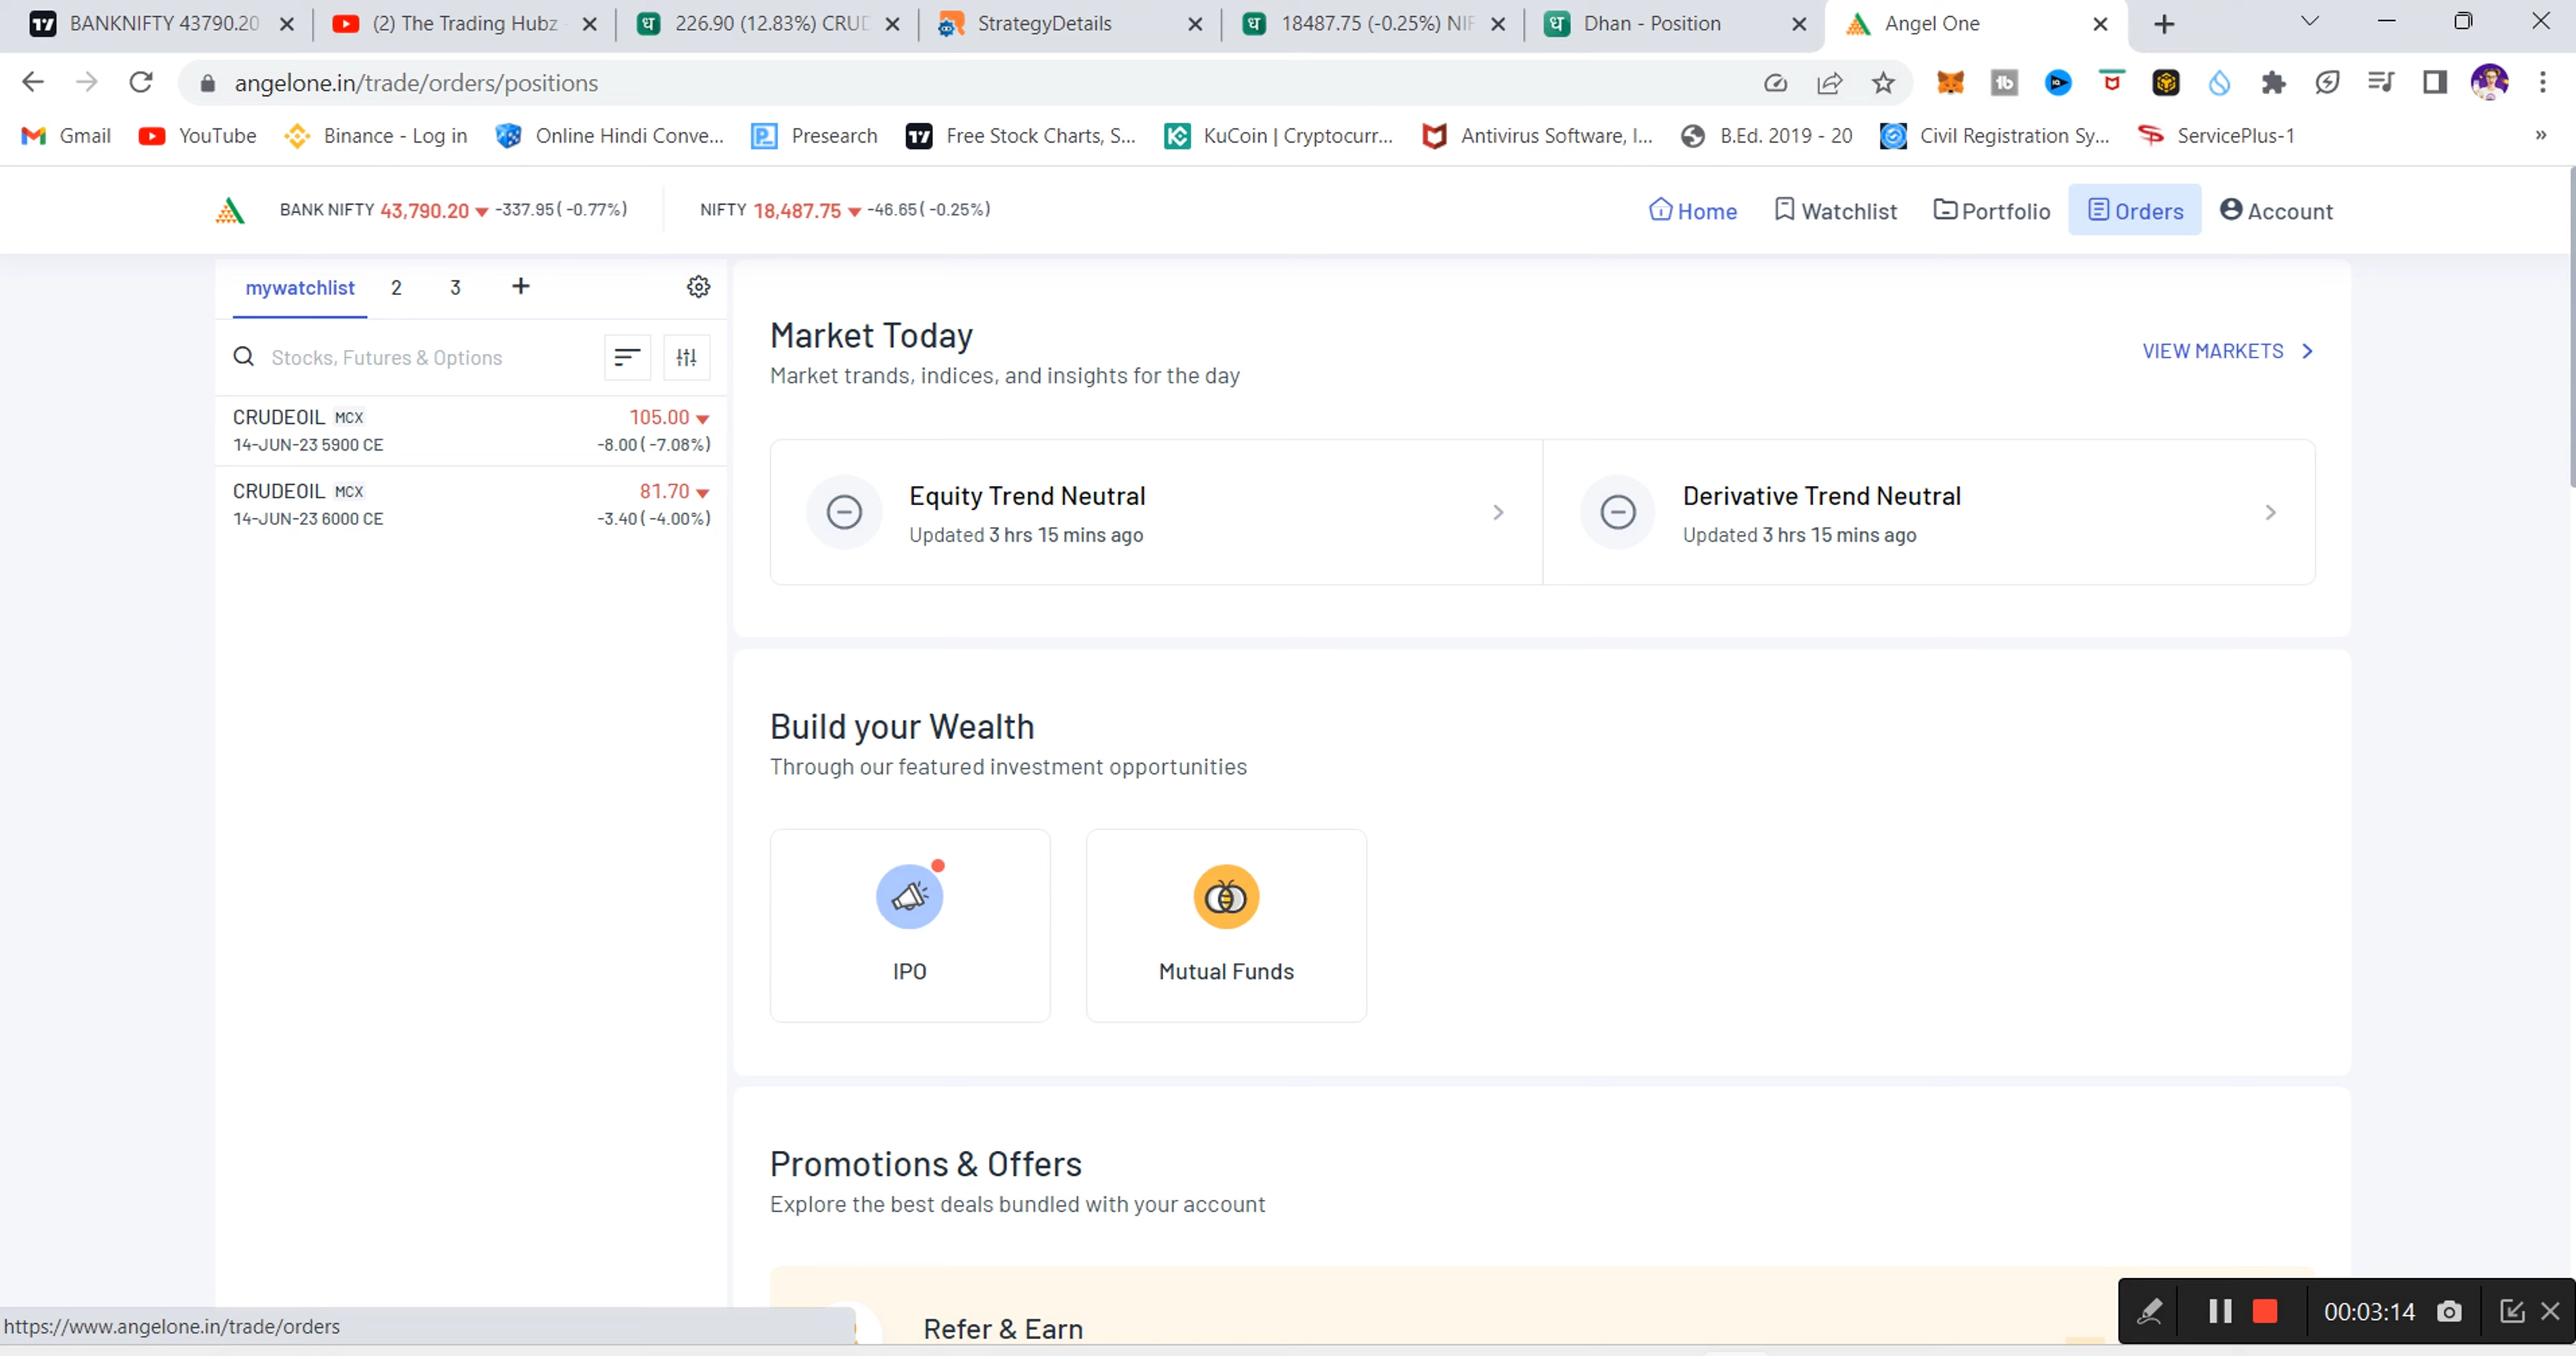 BANKNIFTY 43790.20
(2) The Trading Hubz
226.90 (12.83%) CRUD
StrategyDetails
18487.75 (-0.25%) NIF
Dhan - Position
Angel One
angelone.in/trade/orders/positions
Gmail
YouTube
Binance - Log in
Online Hindi Conve...
Presearch
Free Stock Charts, S...
KuCoin | Cryptocurr...
Antivirus Software, I...
B.Ed. 2019 - 20
Civil Registration Sy...
ServicePlus-1
»
BANK NIFTY 43,790.20 ▼ -337.95( -0.77%)
NIFTY 18,487.75 ▼ -46.65( -0.25%)
Home
Watchlist
Portfolio
Orders
Account
mywatchlist 2 3 +
Stocks, Futures & Options
CRUDEOIL MCX 105.00 ▼
14-JUN-23 5900 CE -8.00 ( -7.08%)
CRUDEOIL MCX 81.70 ▼
14-JUN-23 6000 CE -3.40 ( -4.00%)
Market Today
Market trands, indices, and insights for the day
VIEW MARKETS >
Equity Trend Neutral
Updated 3 hrs 15 mins ago
Derivative Trend Neutral
Updated 3 hrs 15 mins ago
Build your Wealth
Through our featured investment opportunities
IPO
Mutual Funds
Promotions & Offers
Explore the best deals bundled with your account
Refer & Earn
https://www.angelone.in/trade/orders
00:03:14